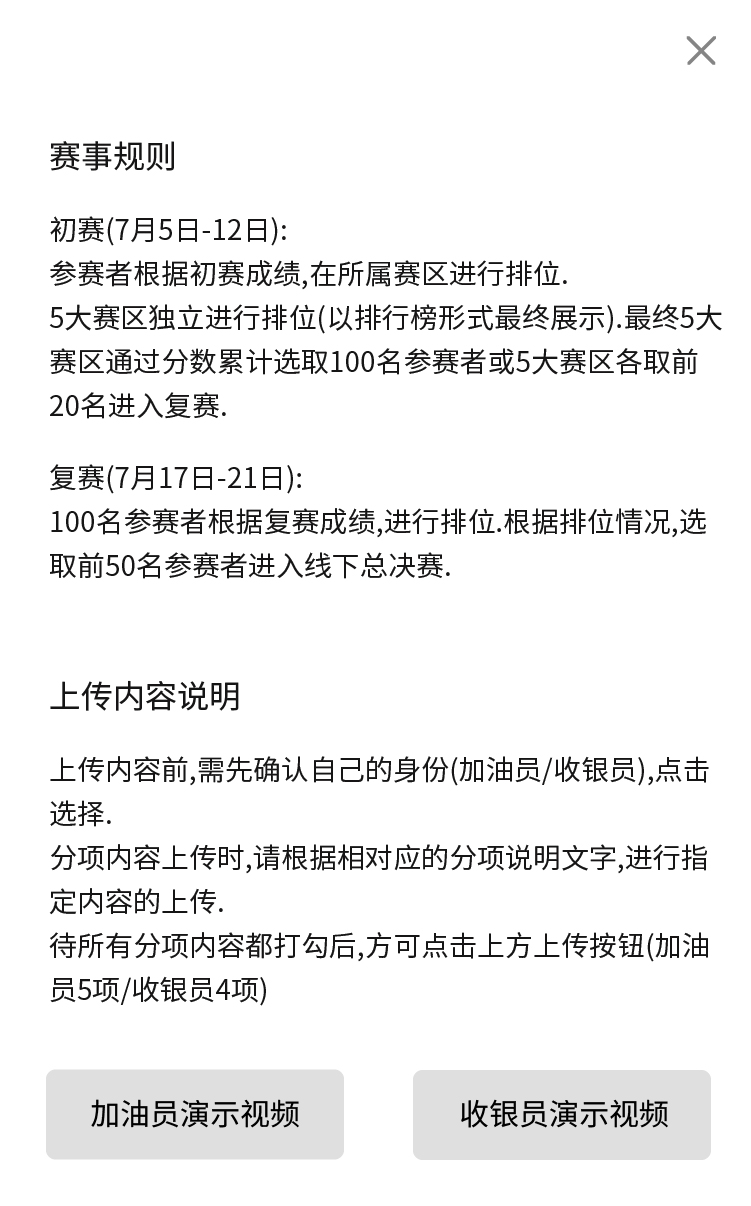 赛事规则
初赛(7月5日-12日):
参赛者根据初赛成绩,在所属赛区进行排位.
5大赛区独立进行排位(以排行榜形式最终展示).最终5大
赛区通过分数累计选取100名参赛者或5大赛区各取前
20名进入复赛.
复赛(7月17日-21日):
100名参赛者根据复赛成绩,进行排位.根据排位情况,选
取前50名参赛者进入线下总决赛.
上传内容说明
上传内容前,需先确认自己的身份(加油员/收银员),点击
选择.
分项内容上传时,请根据相对应的分项说明文字,进行指
定内容的上传.
待所有分项内容都打勾后,方可点击上方上传按钮(加油
员5项/收银员4项)
加油员演示视频
收银员演示视频